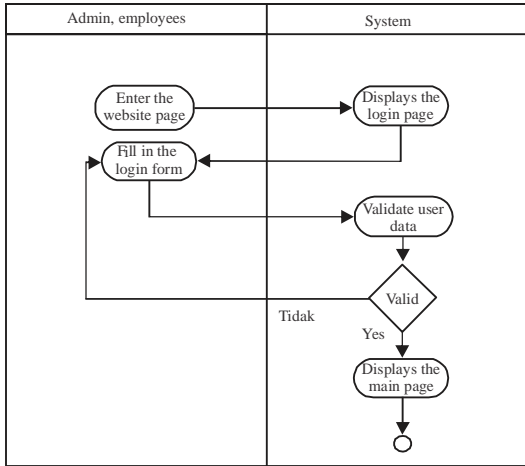 Admin, employees
System
Enter the
website page
Displays the
login page
Fill in the
login form
Validate user
data
Valid
Tidak
Yes
Displays the
main page